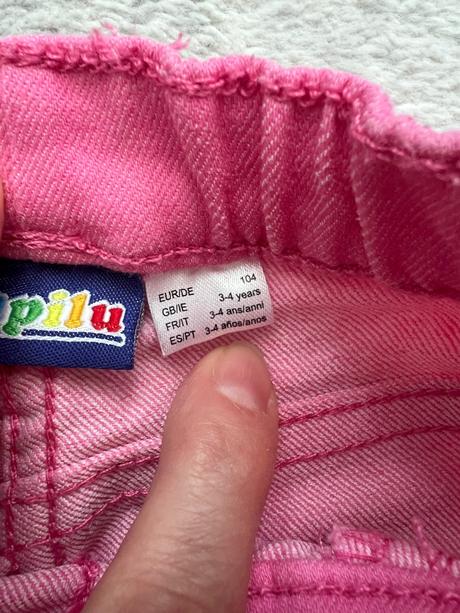 pilu
EUR/DE 104
GB/IE 3-4 years
FR/IT 3-4 ans/anni
ES/PT 3-4 años/anos